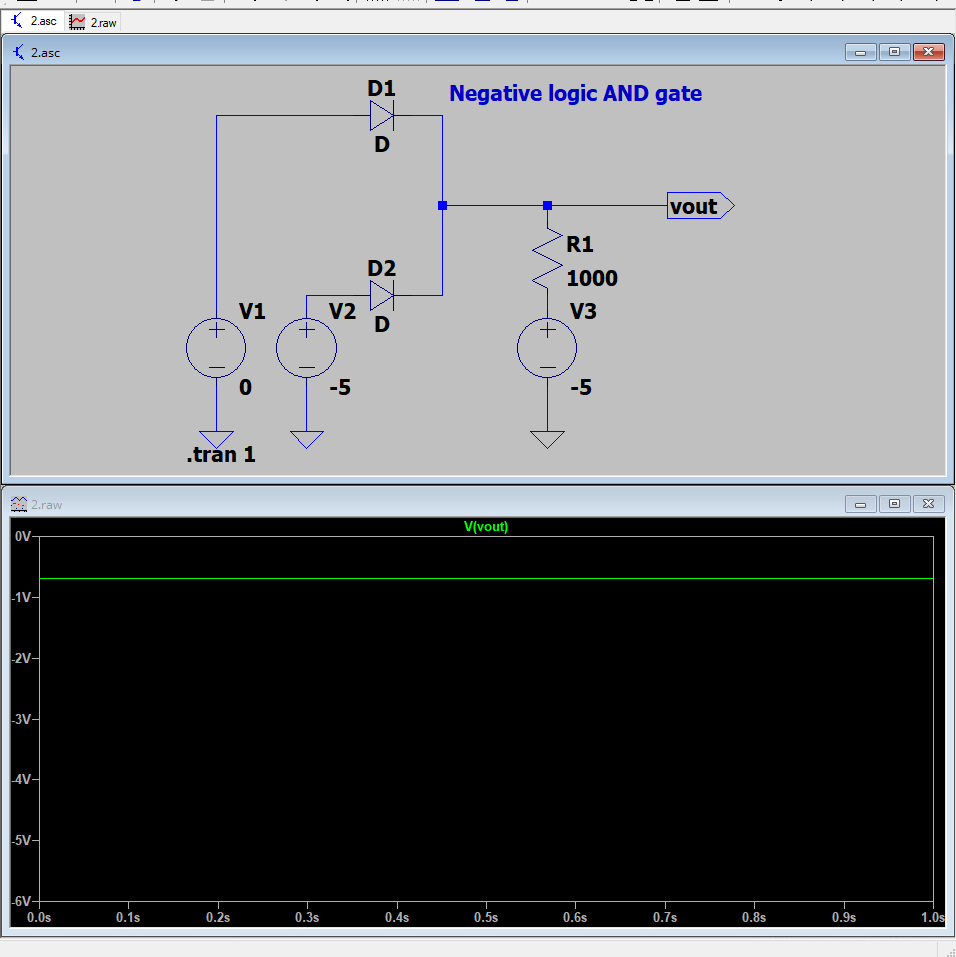 2.asc
2.raw
2.asc
D1
Negative logic AND gate
D
vout
R1
D2
1000
V1
V2
V3
D
0
-5
-5
.tran 1
2.raw
V(vout)
0V
-1V
-2V
-3V
-4V
-5V
-6V
0.0s 0.1s 0.2s 0.3s 0.4s 0.5s 0.6s 0.7s 0.8s 0.9s 1.0s